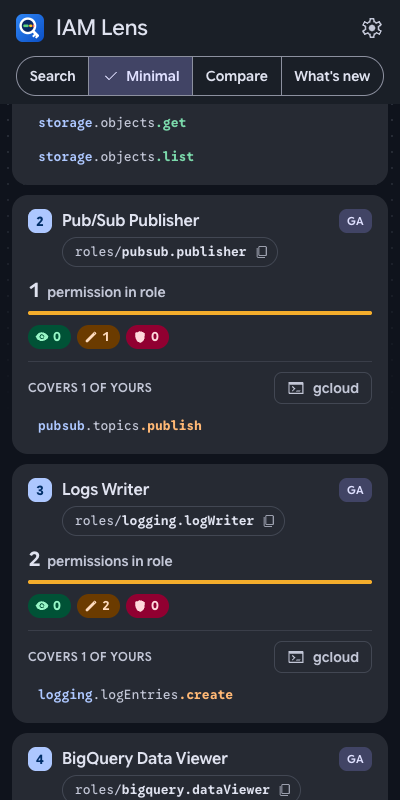 IAM Lens
Search
Minimal
Compare
What's new
storage.objects.get
storage.objects.list
2
Pub/Sub Publisher
GA
roles/pubsub.publisher
1 permission in role
0
1
0
COVERS 1 OF YOURS
gcloud
pubsub.topics.publish
3
Logs Writer
GA
roles/logging.logWriter
2 permissions in role
0
2
0
COVERS 1 OF YOURS
gcloud
logging.logEntries.create
4
BigQuery Data Viewer
GA
roles/bigquery.dataViewer